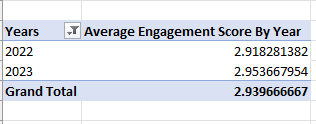 Years Average Engagement Score By Year
2022 2.918281382
2023 2.953667954
Grand Total 2.939666667